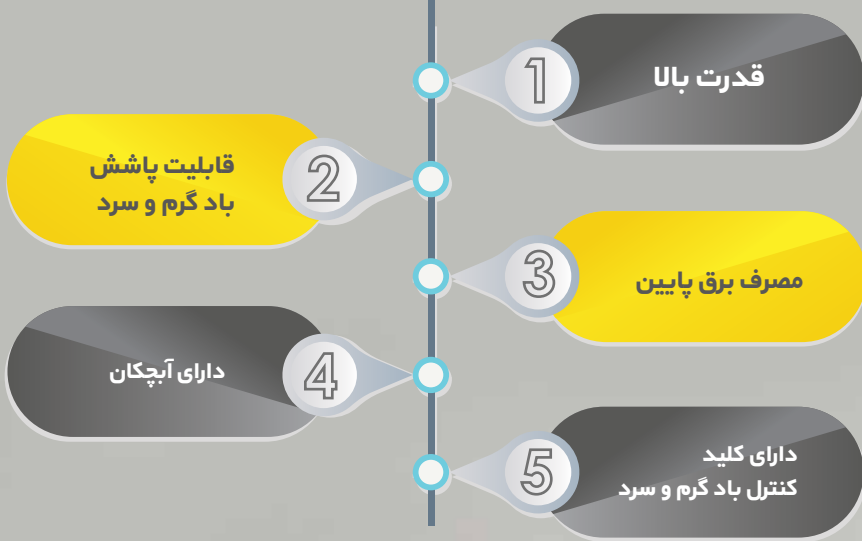 1
قدرت بالا
2
قابلیت پاشش
باد گرم و سرد
3
مصرف برق پایین
4
دارای آبچکان
5
دارای کلید
کنترل باد گرم و سرد